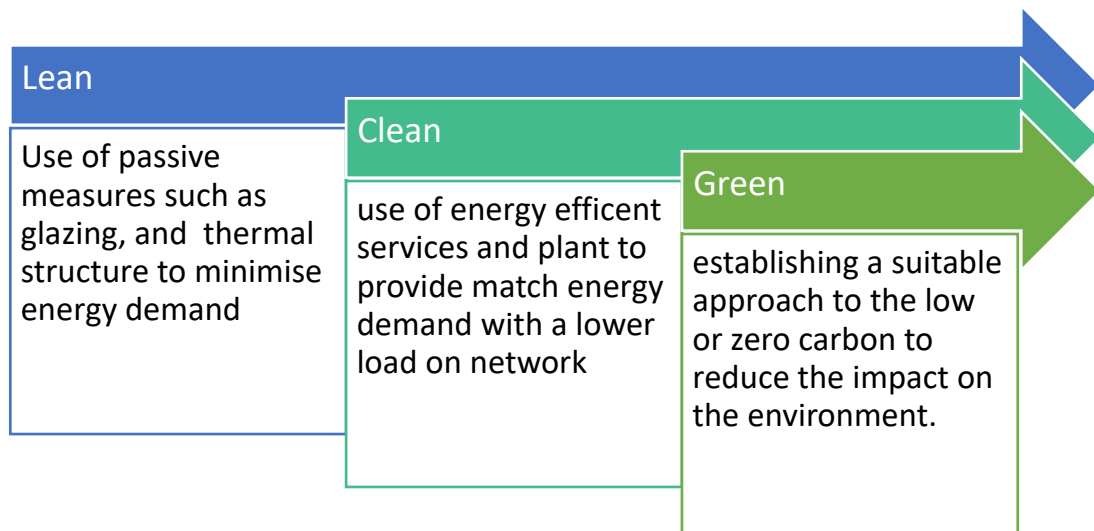 Lean
Use of passive
measures such as
glazing, and  thermal
structure to minimise
energy demand
Clean
use of energy efficent
services and plant to
provide match energy
demand with a lower
load on network
Green
establishing a suitable
approach to the low
or zero carbon to
reduce the impact on
the environment.